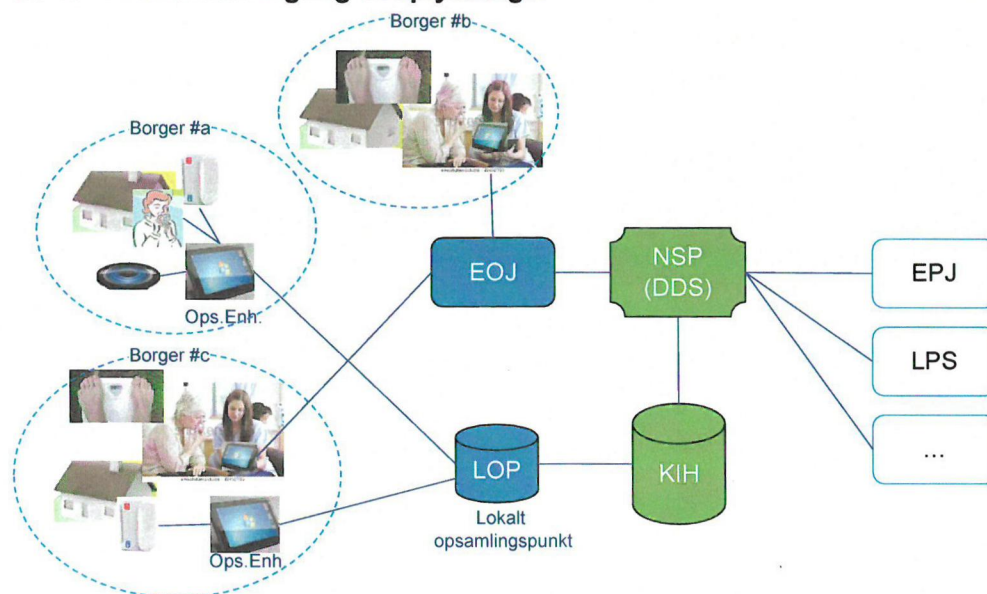 Borger #b
Borger #a
Ops.Enh.
Borger #c
Ops.Enh.
EOJ
NSP
(DDS)
EPJ
LPS
...
LOP
KIH
Lokalt
opsamlingspunkt